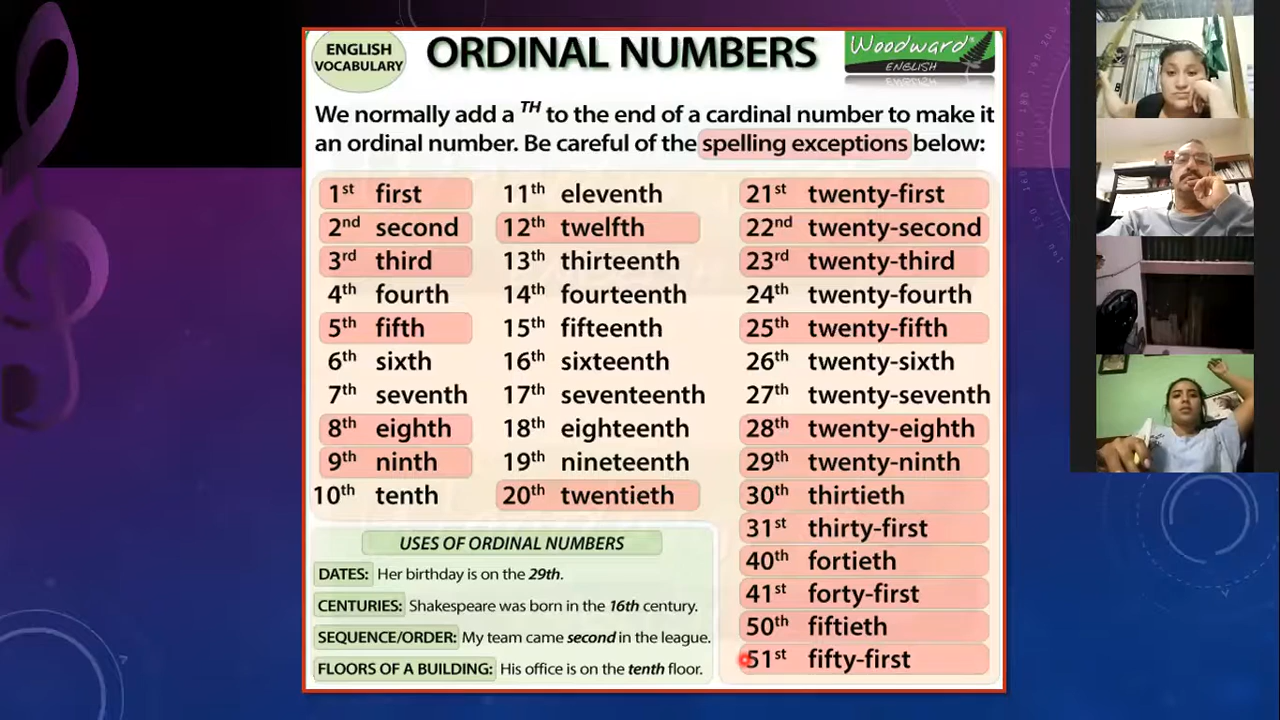 ENGLISH
VOCABULARY
ORDINAL NUMBERS
Woodward
ENGLISH
We normally add a TH to the end of a cardinal number to make it
an ordinal number. Be careful of the spelling exceptions below:
1st first
2nd second
3rd third
4th fourth
5th fifth
6th sixth
7th seventh
8th eighth
9th ninth
10th tenth
11th eleventh
12th twelfth
13th thirteenth
14th fourteenth
15th fifteenth
16th sixteenth
17th seventeenth
18th eighteenth
19th nineteenth
20th twentieth
21st twenty-first
22nd twenty-second
23rd twenty-third
24th twenty-fourth
25th twenty-fifth
26th twenty-sixth
27th twenty-seventh
28th twenty-eighth
29th twenty-ninth
30th thirtieth
31st thirty-first
40th fortieth
41st forty-first
50th fiftieth
51st fifty-first
USES OF ORDINAL NUMBERS
DATES: Her birthday is on the 29th.
CENTURIES: Shakespeare was born in the 16th century.
SEQUENCE/ORDER: My team came second in the league.
FLOORS OF A BUILDING: His office is on the tenth floor.